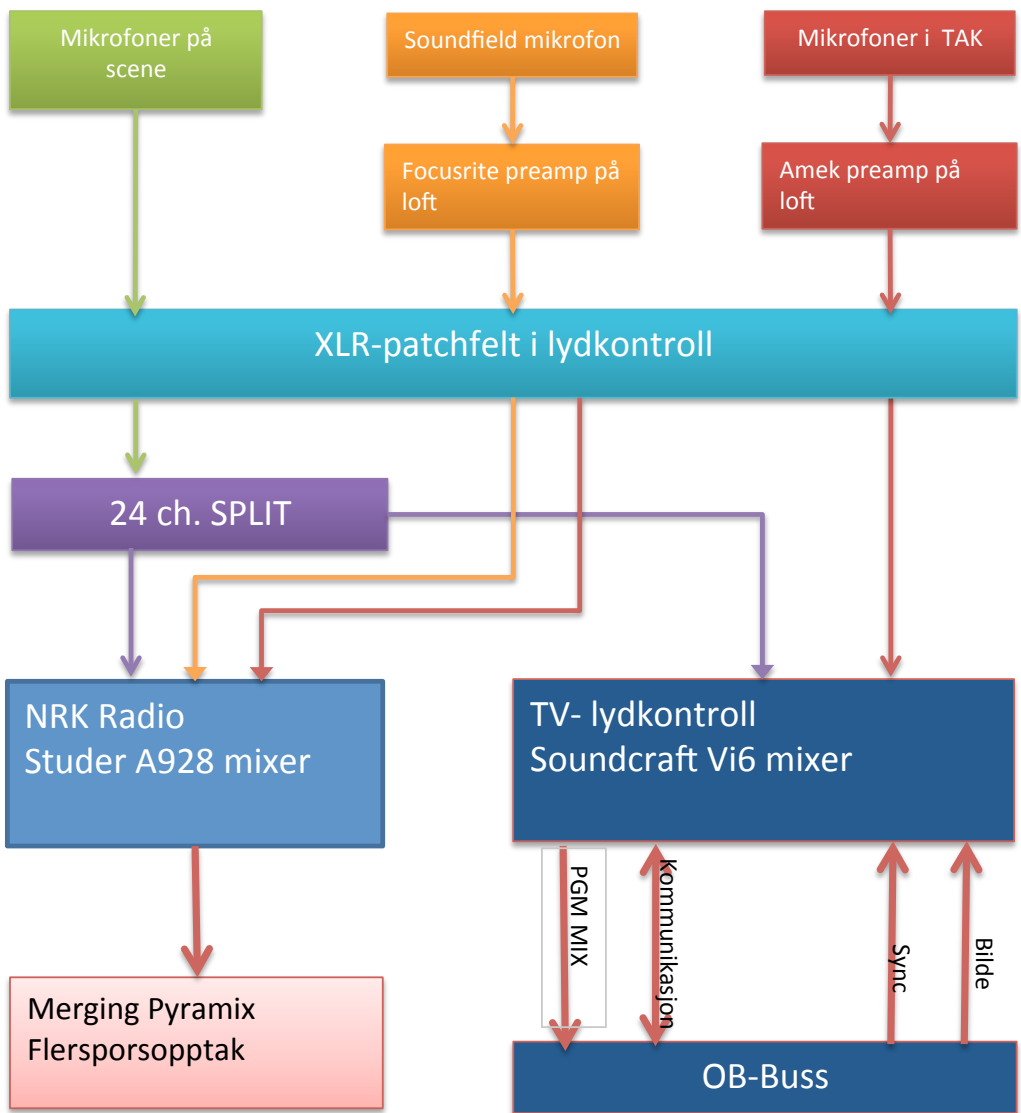 Mikrofoner på
scene
Soundfield mikrofon
Mikrofoner i  TAK
Focusrite preamp på
loft
Amek preamp på
loft
XLR-patchfelt i lydkontroll
24 ch. SPLIT
NRK Radio
Studer A928 mixer
TV- lydkontroll
Soundcraft Vi6 mixer
PGM MIX
Kommunikasjon
Sync
Bilde
Merging Pyramix
Flersporsopptak
OB-Buss